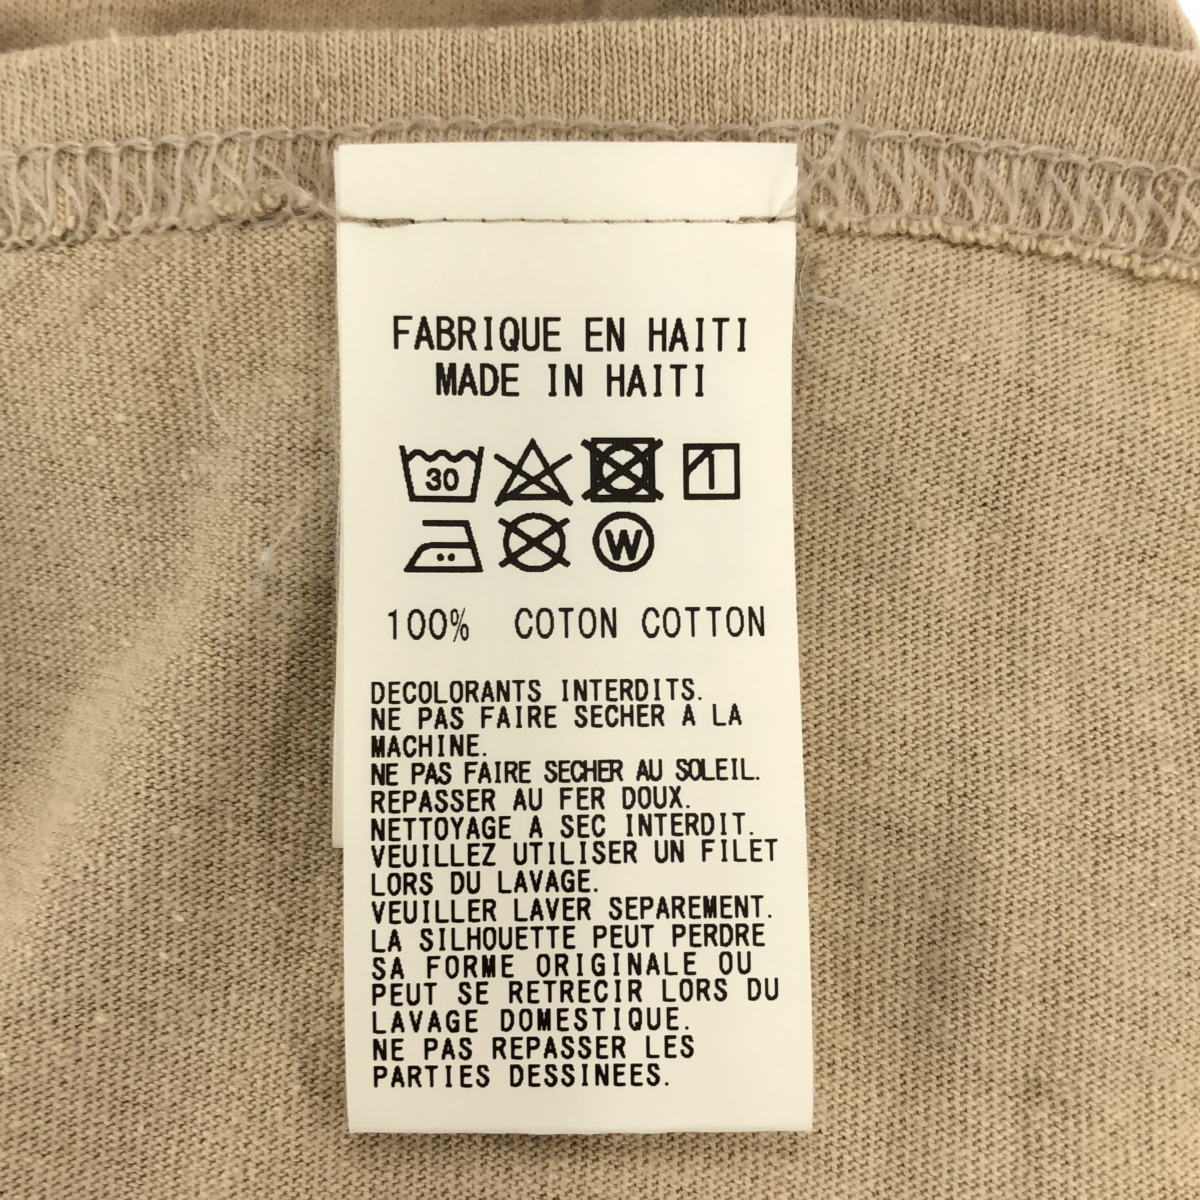 FABRIQUE EN HAITI
MADE IN HAITI
30
W
100% COTON COTTON
DECOLORANTS INTERDITS.
NE PAS FAIRE SECHER A LA
MACHINE.
NE PAS FAIRE SECHER AU SOLEIL.
REPASSER AU FER DOUX.
NETTOYAGE A SEC INTERDIT.
VEUILLEZ UTILISER UN FILET
LORS DU LAVAGE.
VEUILLER LAVER SEPAREMENT.
LA SILHOUETTE PEUT PERDRE
SA FORME ORIGINALE OU
PEUT SE RETRECIR LORS DU
LAVAGE DOMESTIQUE.
NE PAS REPASSER LES
PARTIES DESSINEES.